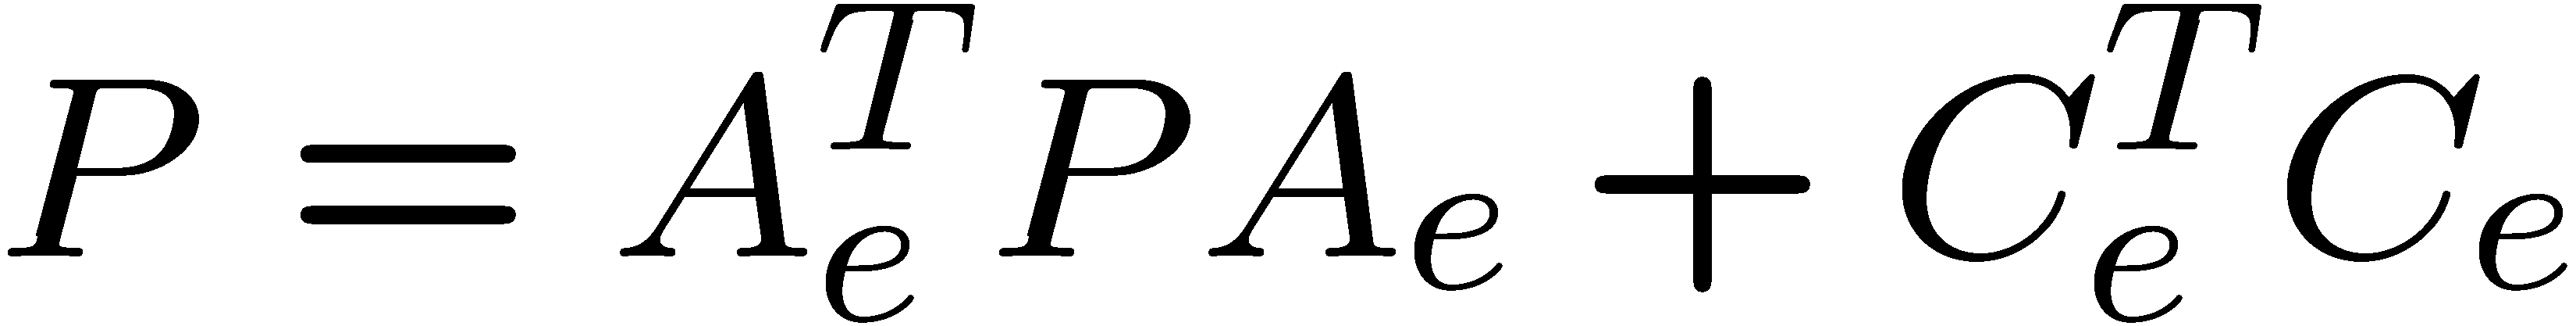 $P = A_e^T P A_e + C_e^T C_e$